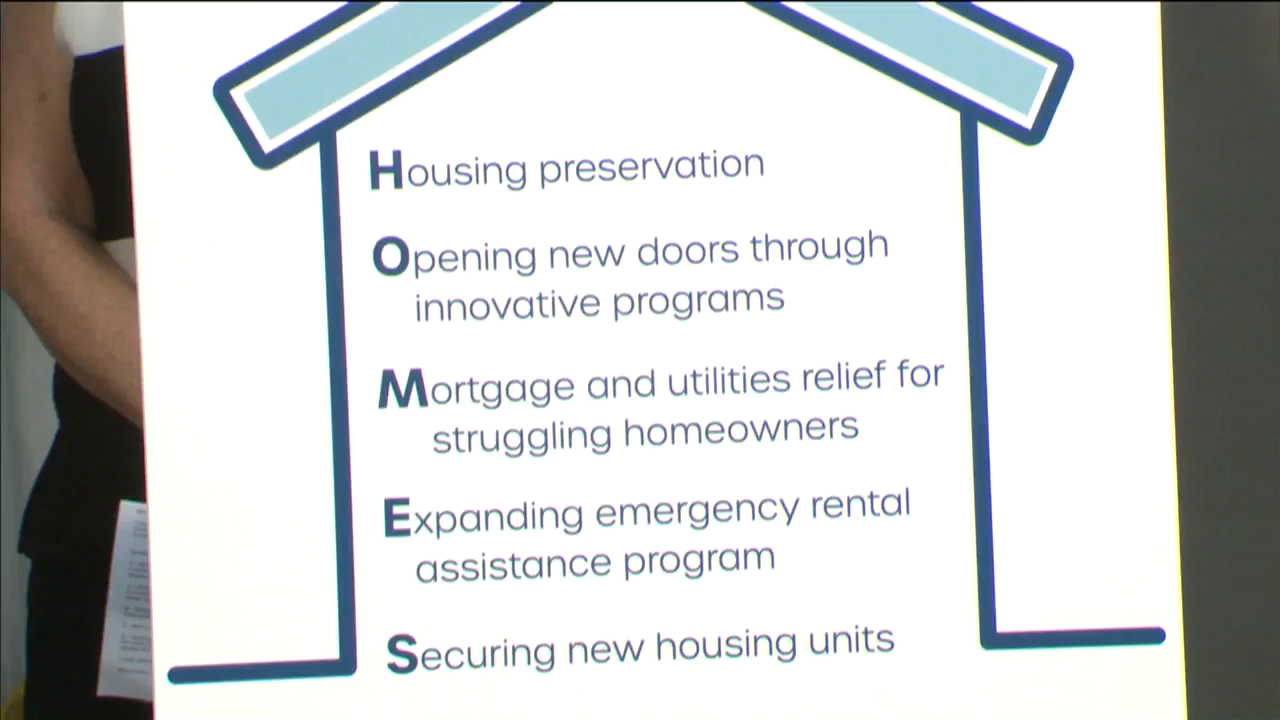 Housing preservation
Opening new doors through
innovative programs
Mortgage and utilities relief for
struggling homeowners
Expanding emergency rental
assistance program
Securing new housing units